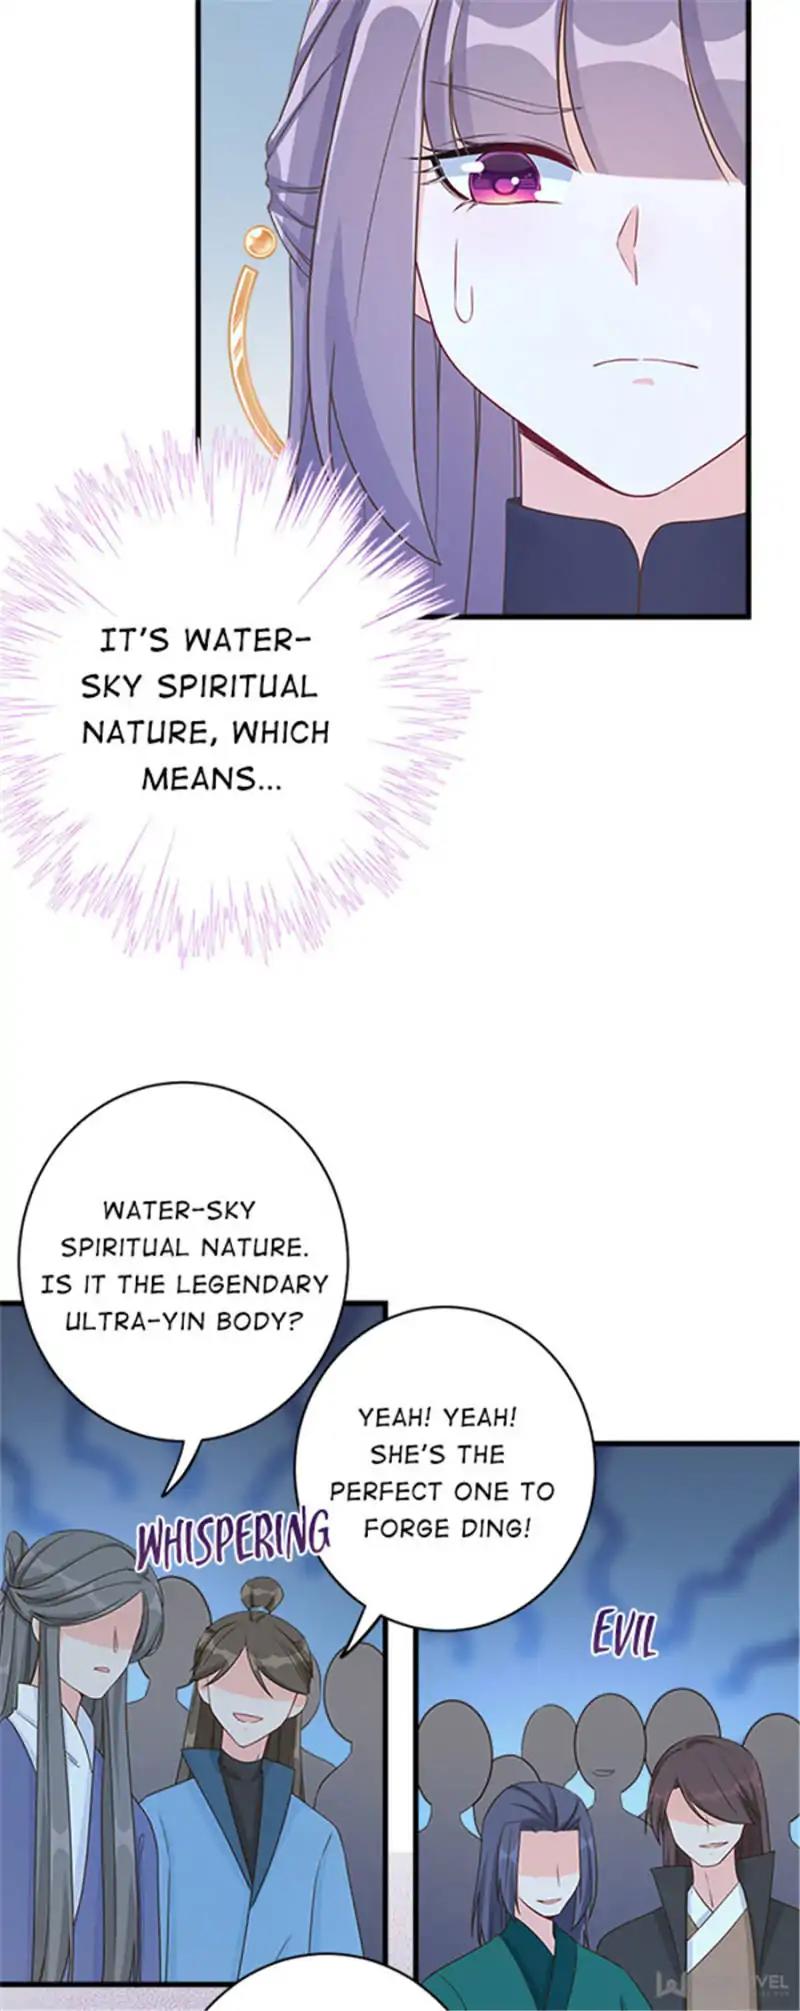 IT'S WATER-
SKY SPIRITUAL
NATURE, WHICH
MEANS...
WATER-SKY
SPIRITUAL NATURE.
IS IT THE LEGENDARY
ULTRA-YIN BODY?
YEAH! YEAH!
SHE'S THE
PERFECT ONE TO
FORGE DING!
WHISPERING
EVIL